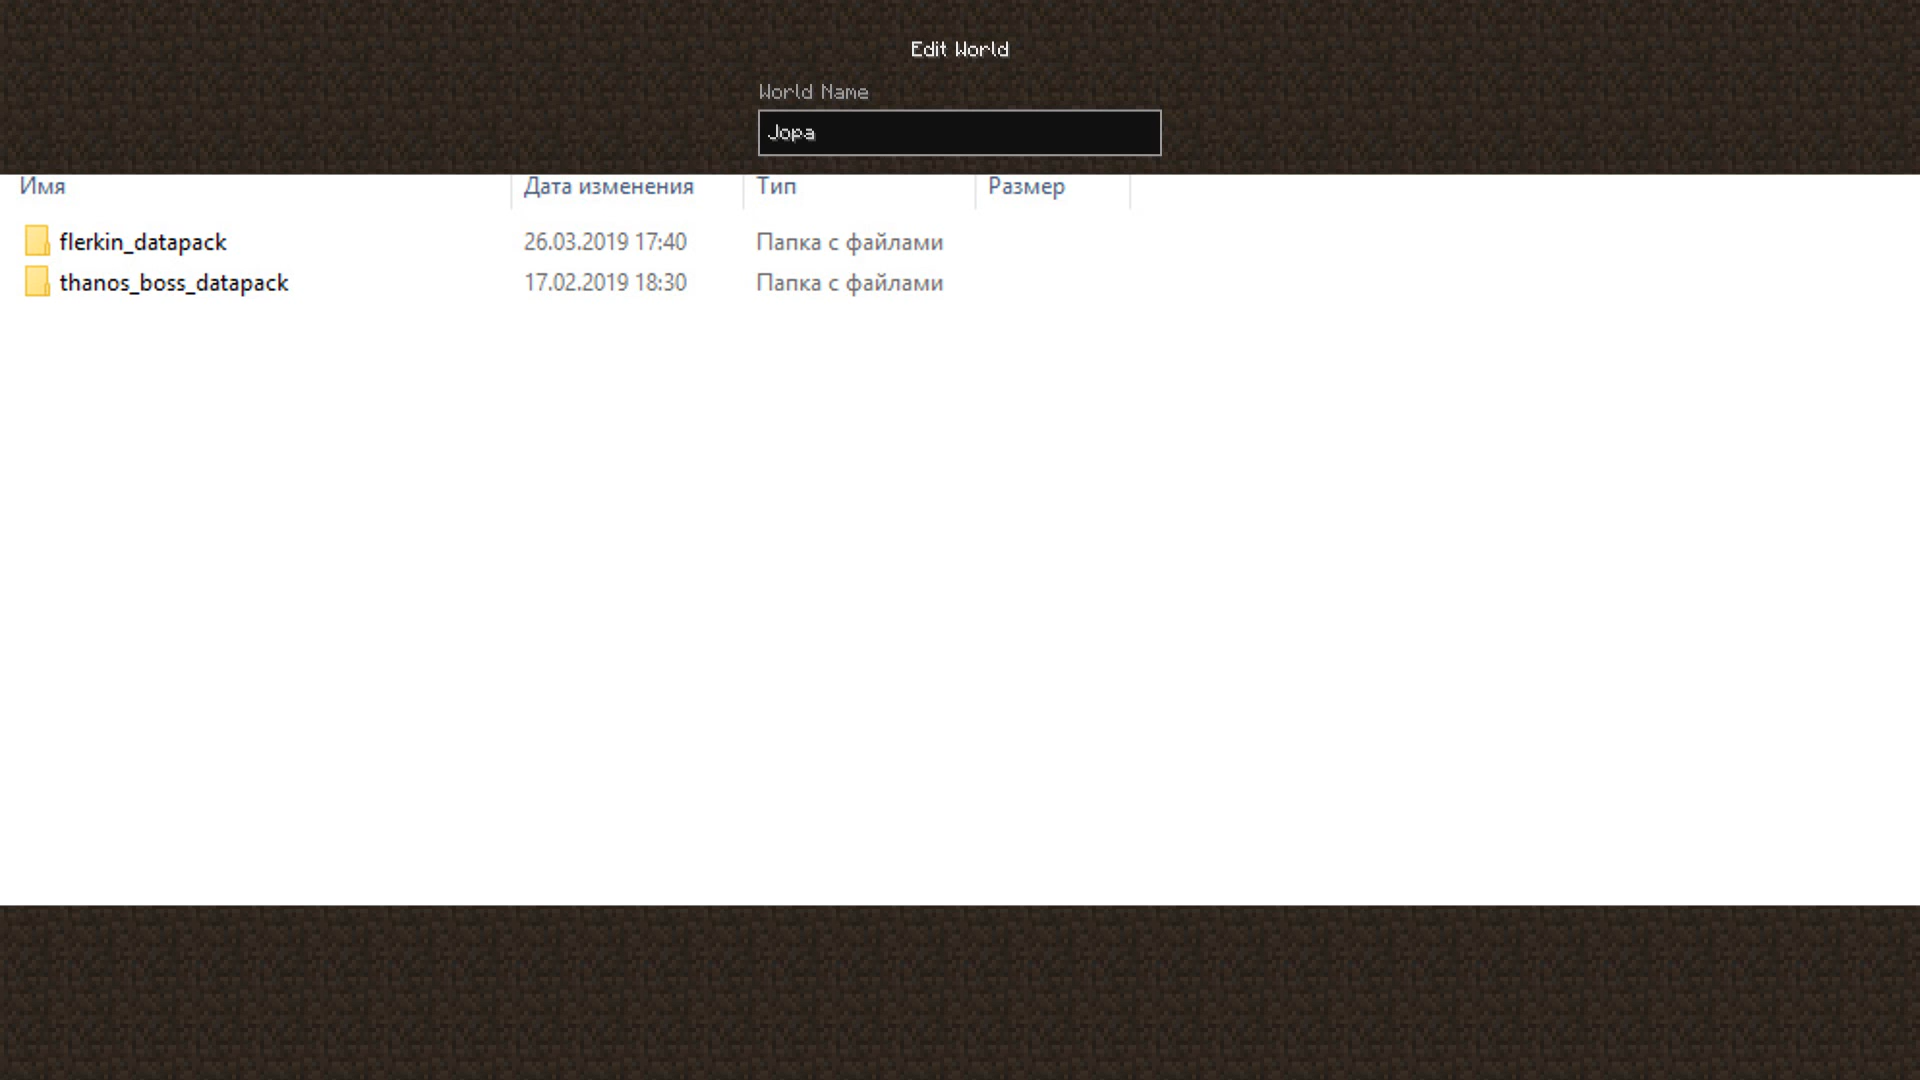 Edit World
World Name
Jopa
Имя Дата изменения Тип Размер
flerkin_datapack 26.03.2019 17:40 Папка с файлами
thanos_boss_datapack 17.02.2019 18:30 Папка с файлами